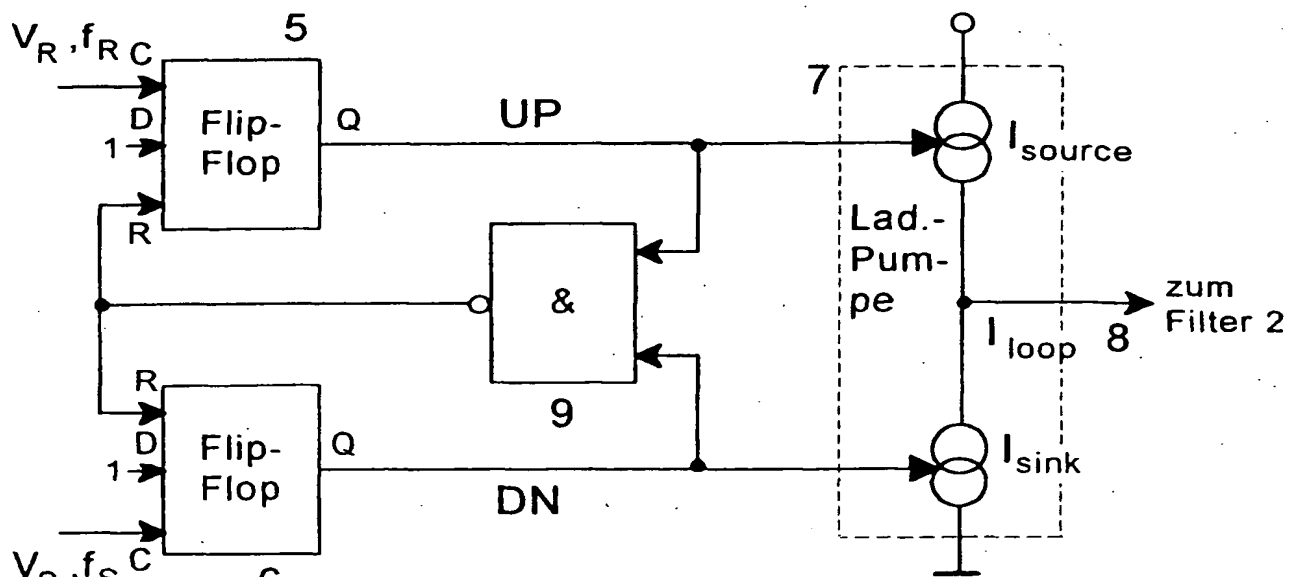 V_R ,f_R C
5
D
1
Flip-
Flop
R
Q
UP
7
I_source
Lad.-
Pum-
pe
&
9
zum
Filter 2
I_loop 8
R
D
1
Flip-
Flop
C
Q
DN
I_sink